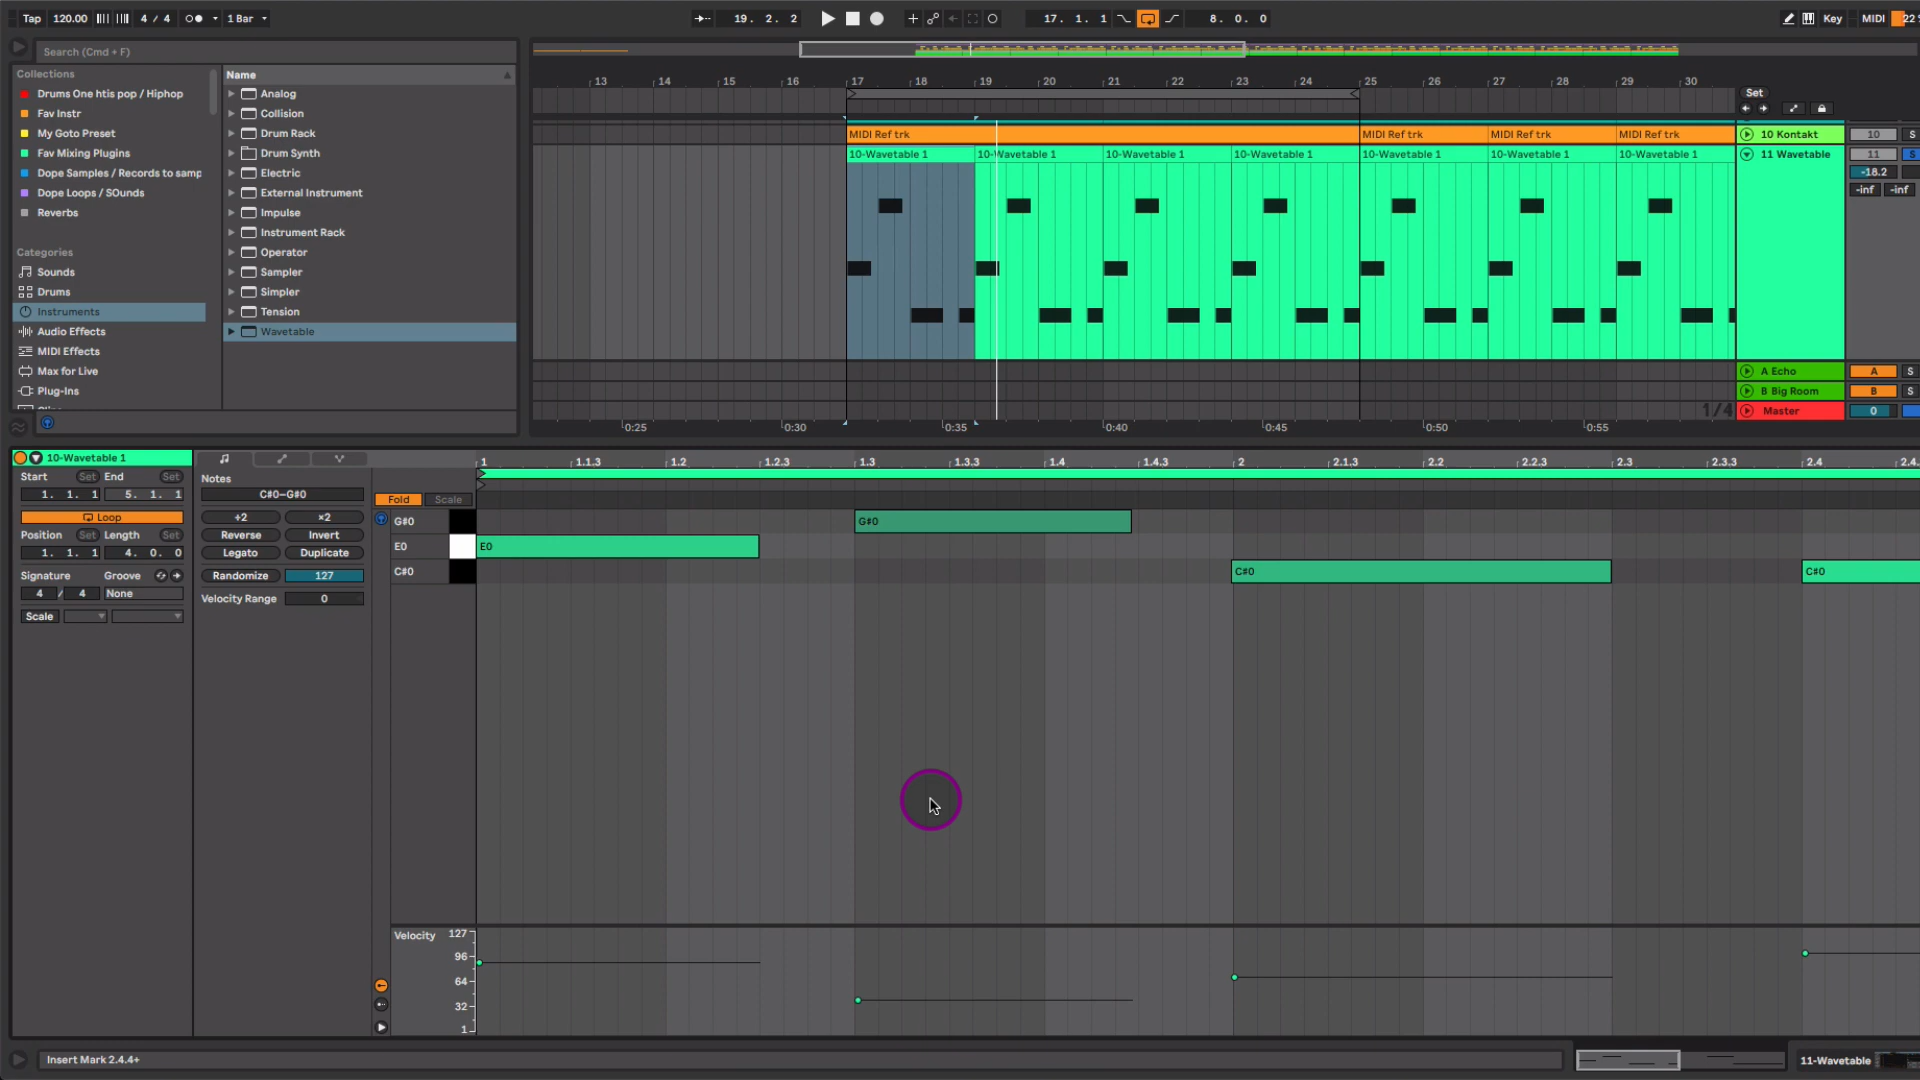 Tap 120.00 4 / 4 1 Bar 19. 2. 2 17. 1. 1 8. 0. 0 Key MIDI 22
Search (Cmd + F)
Collections
Drums One htis pop / Hiphop
Fav Instr
My Goto Preset
Fav Mixing Plugins
Dope Samples / Records to samp
Dope Loops / SOunds
Reverbs
Categories
Sounds
Drums
Instruments
Audio Effects
MIDI Effects
Max for Live
Plug-Ins
Name
Analog
Collision
Drum Rack
Drum Synth
Electric
External Instrument
Impulse
Instrument Rack
Operator
Sampler
Simpler
Tension
Wavetable
13 14 15 16 17 18 19 20 21 22 23 24 25 26 27 28 29 30
Set
MIDI Ref trk MIDI Ref trk MIDI Ref trk MIDI Ref trk 10 Kontakt 10 S
10-Wavetable 1 10-Wavetable 1 10-Wavetable 1 10-Wavetable 1 10-Wavetable 1 10-Wavetable 1 10-Wavetable 1 11 Wavetable 11 S
-18.2
-inf -inf
A Echo A S
B Big Room B S
1/4 Master 0
0:25 0:30 0:35 0:40 0:45 0:50 0:55
10-Wavetable 1
Start Set End Set
1. 1. 1 5. 1. 1
Loop
Position Set Length Set
1. 1. 1 4. 0. 0
Signature Groove
4 / 4 None
Scale
Notes
C#0–G#0
÷2 ×2
Reverse Invert
Legato Duplicate
Randomize 127
Velocity Range 0
1 1.1.3 1.2 1.2.3 1.3 1.3.3 1.4 1.4.3 2 2.1.3 2.2 2.2.3 2.3 2.3.3 2.4 2.4.
Fold Scale
G#0 G#0
E0 E0
C#0 C#0 C#0
Velocity 127
96
64
32
1
Insert Mark 2.4.4+
11-Wavetable